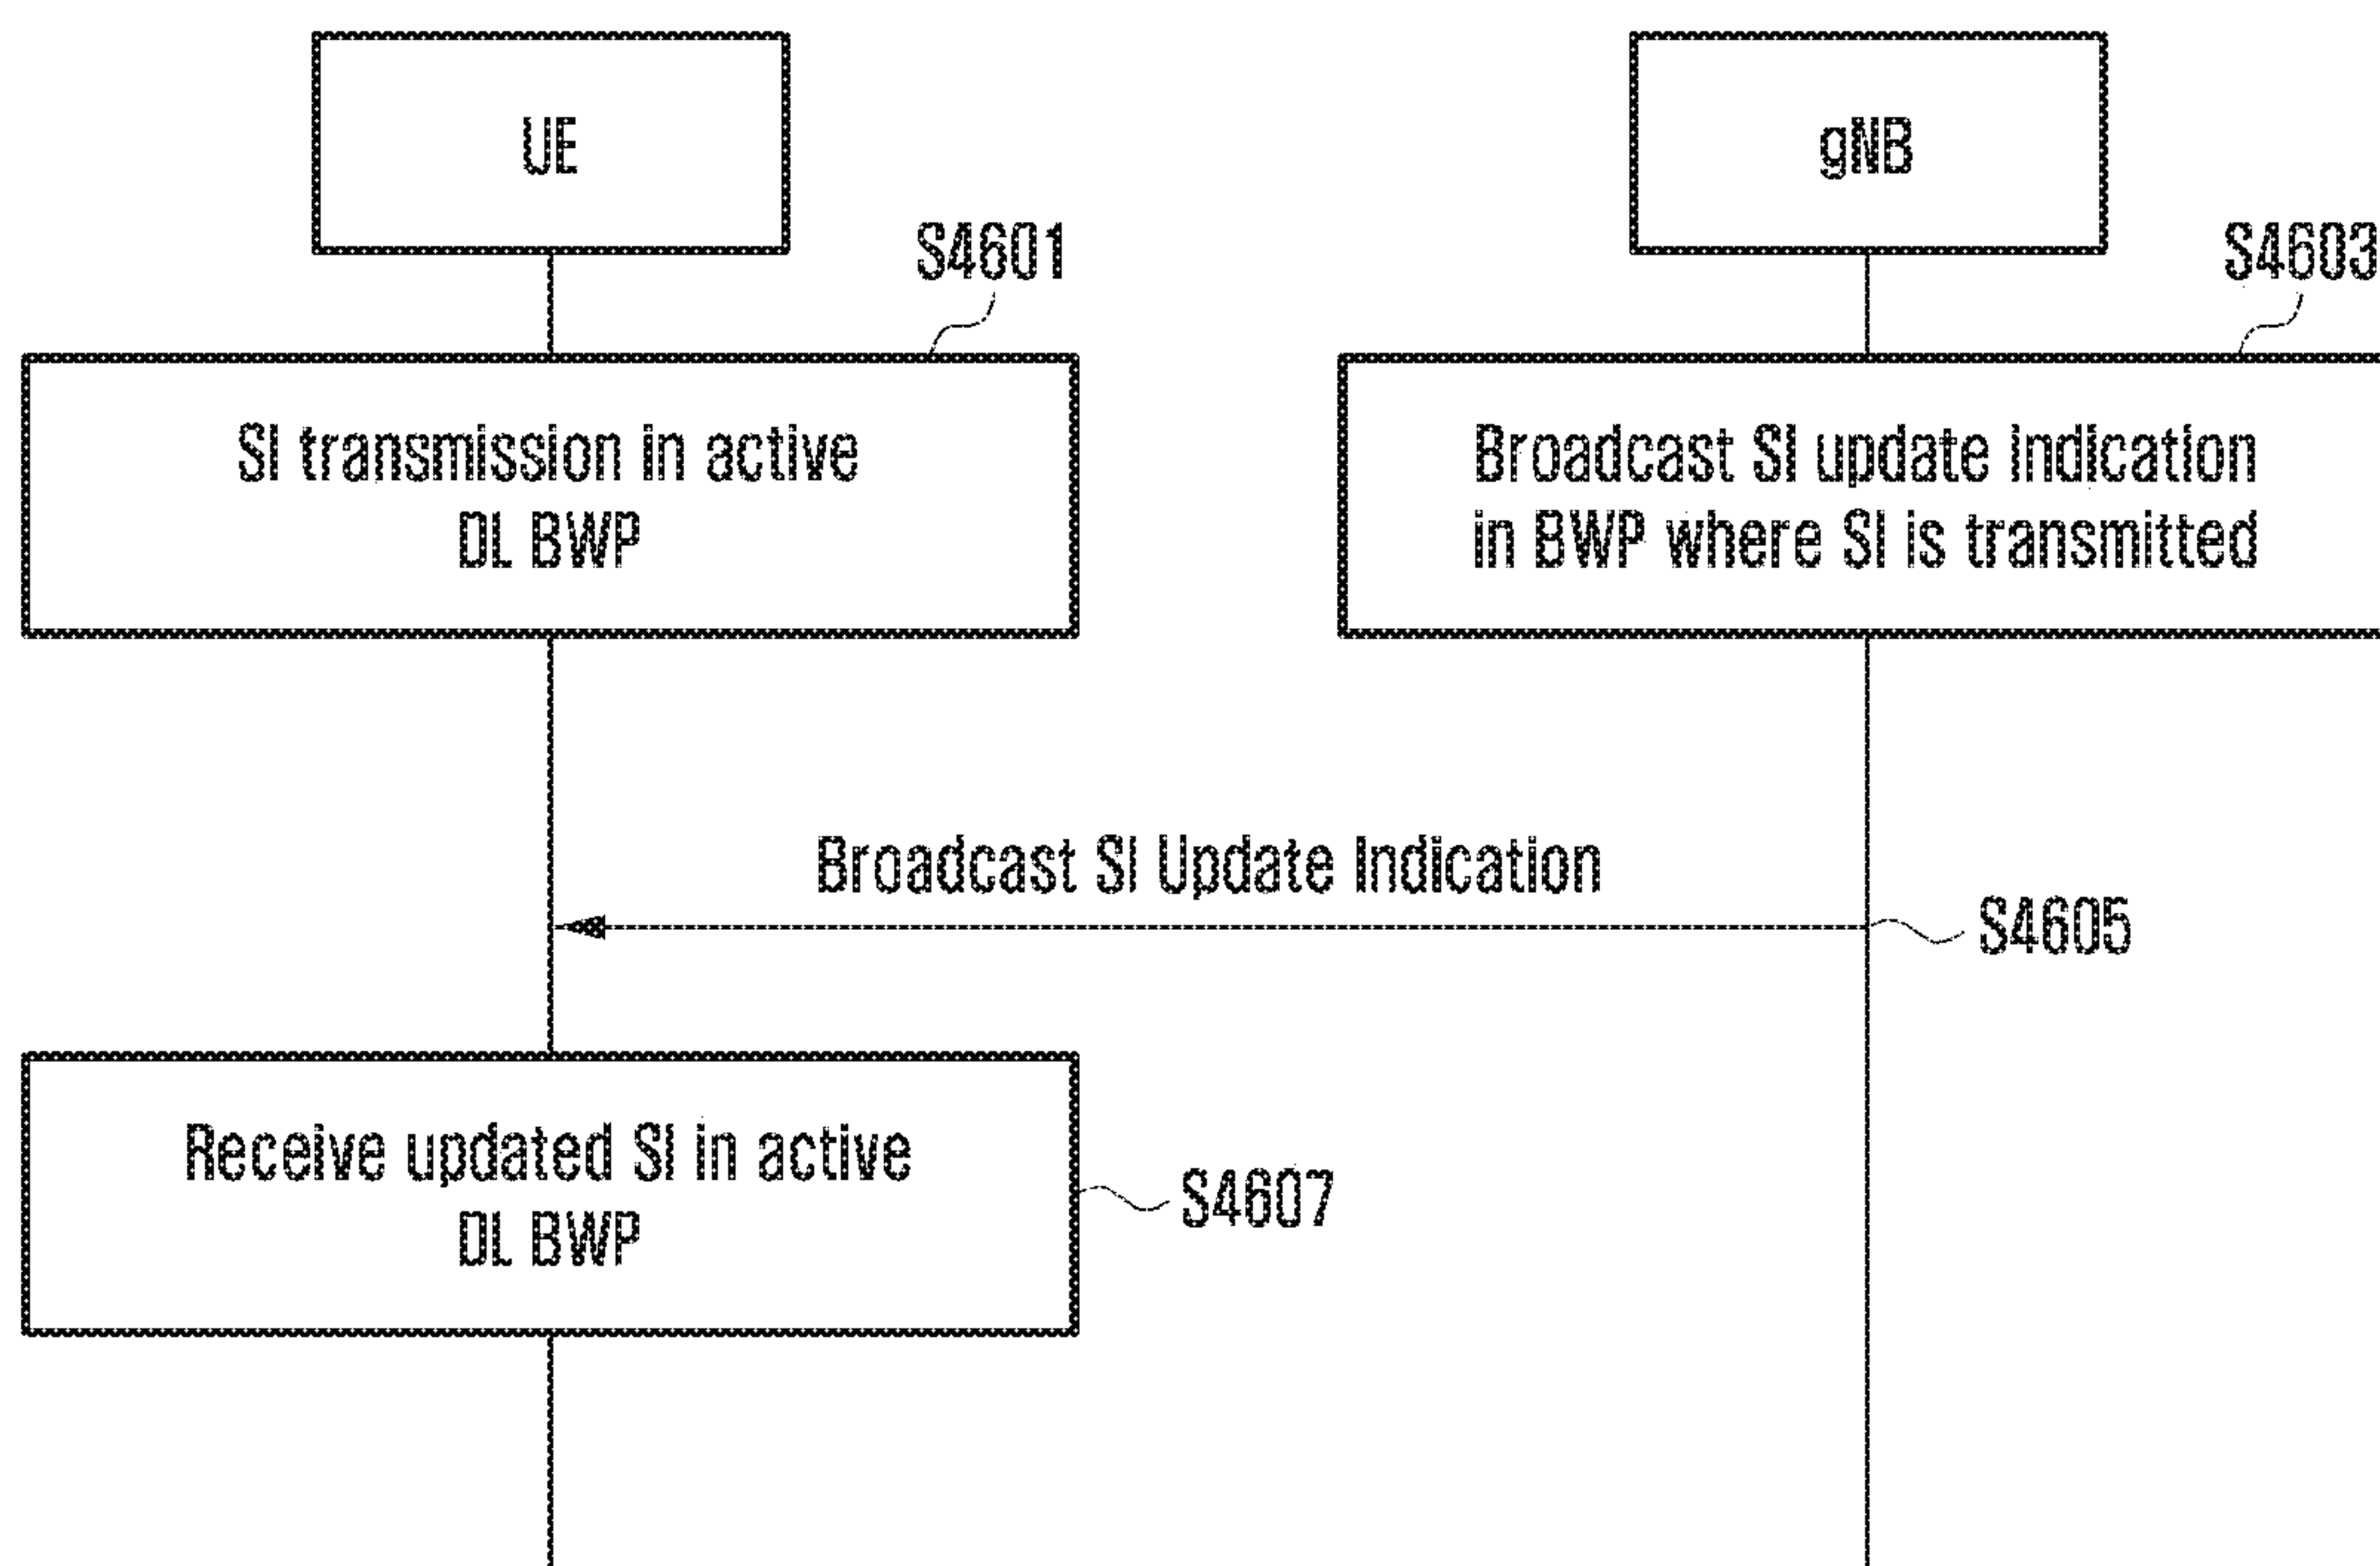 UE
gNB
S4601
S4603
SI transmission in active
DL BWP
Broadcast SI update indication
in BWP where SI is transmitted
Broadcast SI Update Indication
S4605
Receive updated SI in active
DL BWP
S4607